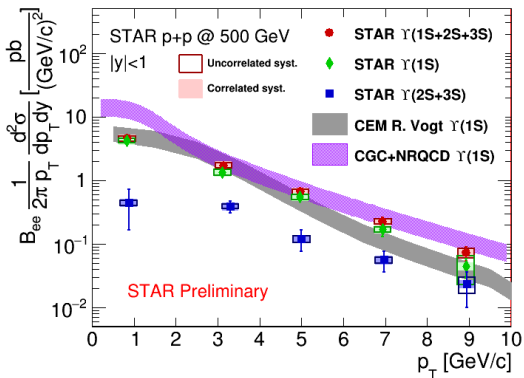 STAR p+p @ 500 GeV
|y|<1
Uncorrelated syst.
Correlated syst.
STAR ϒ(1S+2S+3S)
STAR ϒ(1S)
STAR ϒ(2S+3S)
CEM R. Vogt ϒ(1S)
CGC+NRQCD ϒ(1S)
B_ee 1/(2π p_T) d²σ/(dp_T dy) [pb/(GeV/c)²]
10²
10
1
10⁻¹
10⁻²
STAR Preliminary
0 1 2 3 4 5 6 7 8 9 10
p_T [GeV/c]